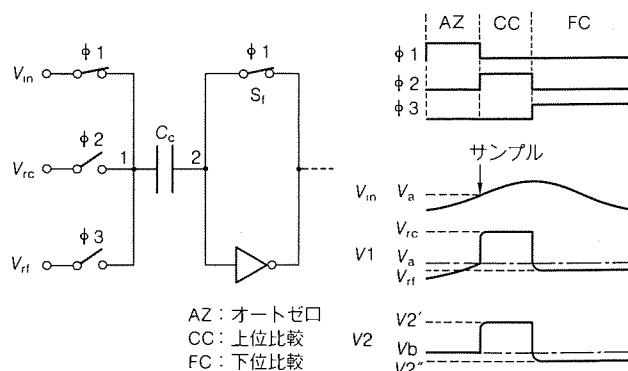 φ1
V_in
φ2
C_c
V_rc
1
2
φ3
V_rf
φ1
S_f
AZ：オートゼロ
CC：上位比較
FC：下位比較
AZ CC FC
φ1
φ2
φ3
サンプル
V_in V_a
V1
V_rc
V_a
V_rf
V2
V2'
Vb
V2"